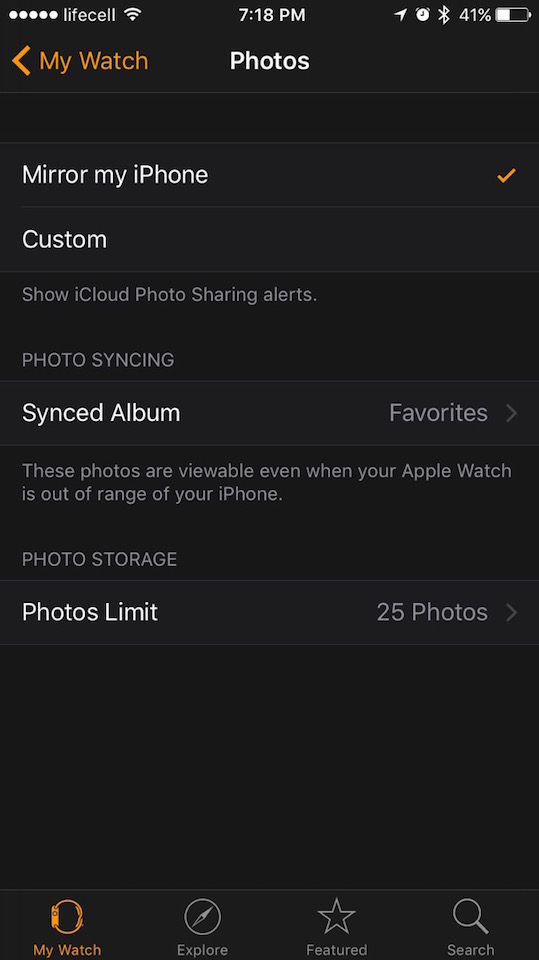 lifecell 7:18 PM 41%
My Watch Photos
Mirror my iPhone
Custom
Show iCloud Photo Sharing alerts.
PHOTO SYNCING
Synced Album Favorites
These photos are viewable even when your Apple Watch
is out of range of your iPhone.
PHOTO STORAGE
Photos Limit 25 Photos
My Watch Explore Featured Search